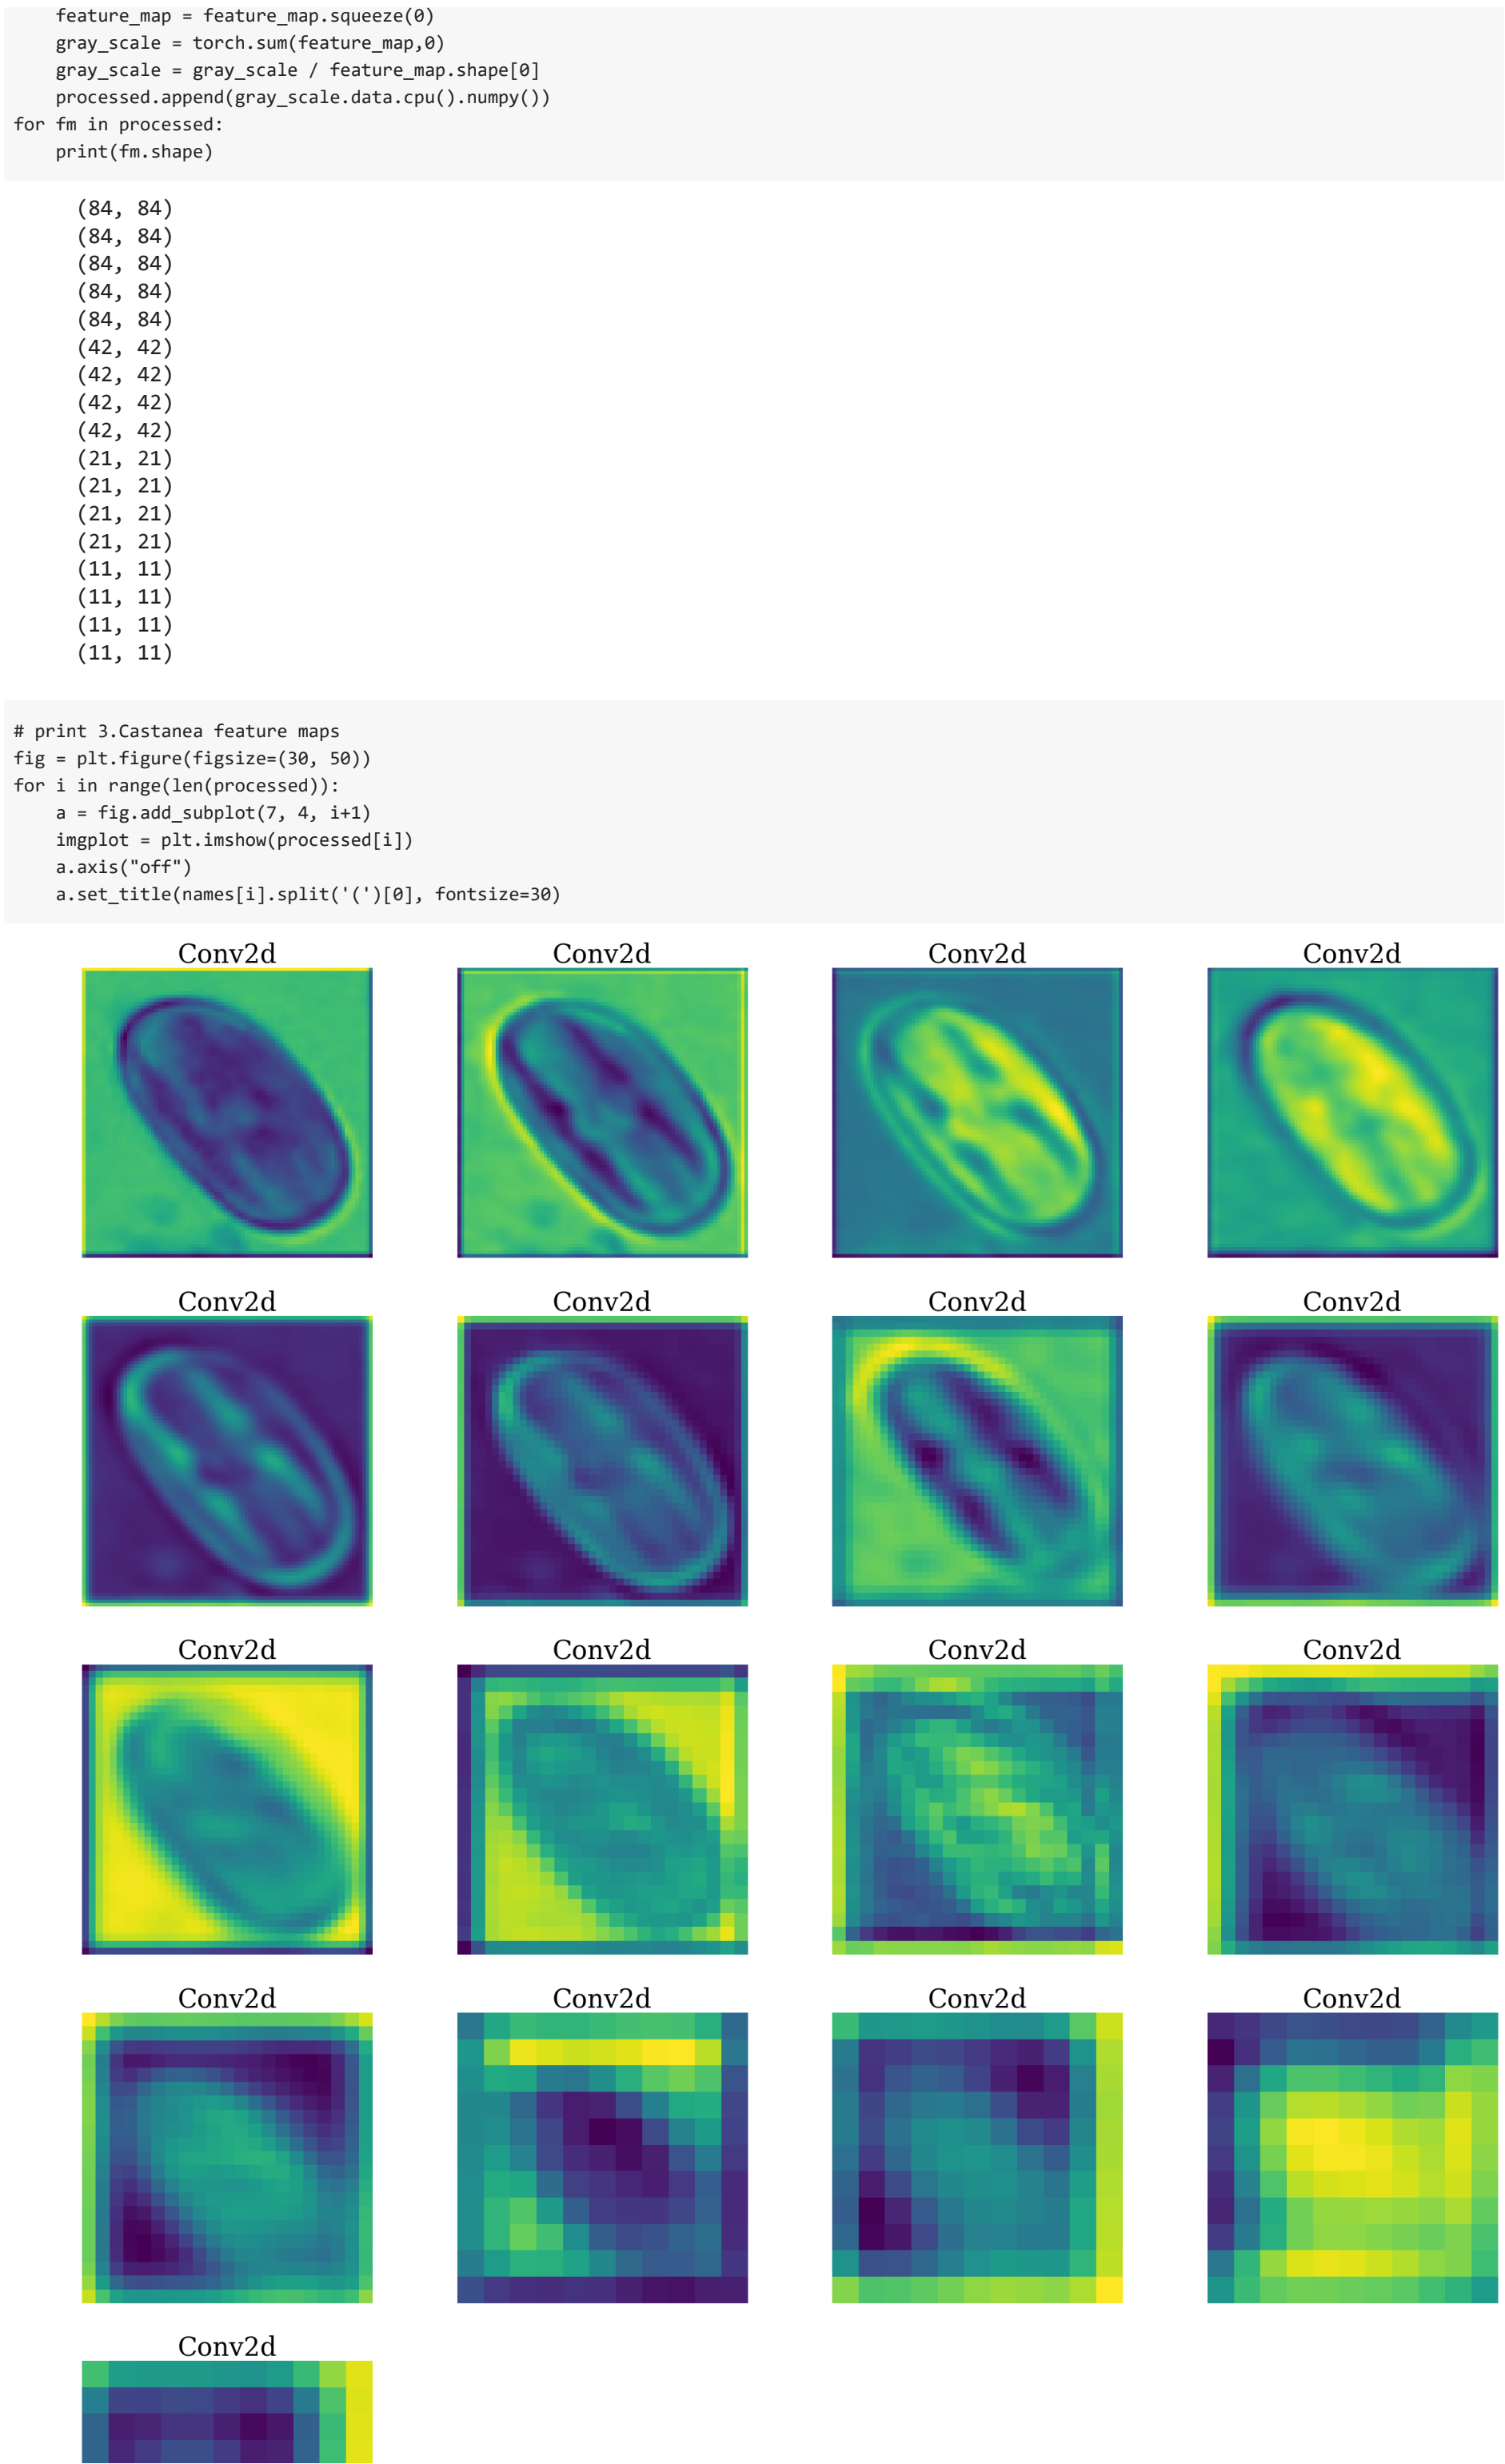 feature_map = feature_map.squeeze(0)
gray_scale = torch.sum(feature_map,0)
gray_scale = gray_scale / feature_map.shape[0]
processed.append(gray_scale.data.cpu().numpy())
for fm in processed:
print(fm.shape)
(84, 84)
(84, 84)
(84, 84)
(84, 84)
(84, 84)
(42, 42)
(42, 42)
(42, 42)
(42, 42)
(21, 21)
(21, 21)
(21, 21)
(21, 21)
(11, 11)
(11, 11)
(11, 11)
(11, 11)
# print 3.Castanea feature maps
fig = plt.figure(figsize=(30, 50))
for i in range(len(processed)):
a = fig.add_subplot(7, 4, i+1)
imgplot = plt.imshow(processed[i])
a.axis("off")
a.set_title(names[i].split('(')[0], fontsize=30)
Conv2d Conv2d Conv2d Conv2d
Conv2d Conv2d Conv2d Conv2d
Conv2d Conv2d Conv2d Conv2d
Conv2d Conv2d Conv2d Conv2d
Conv2d